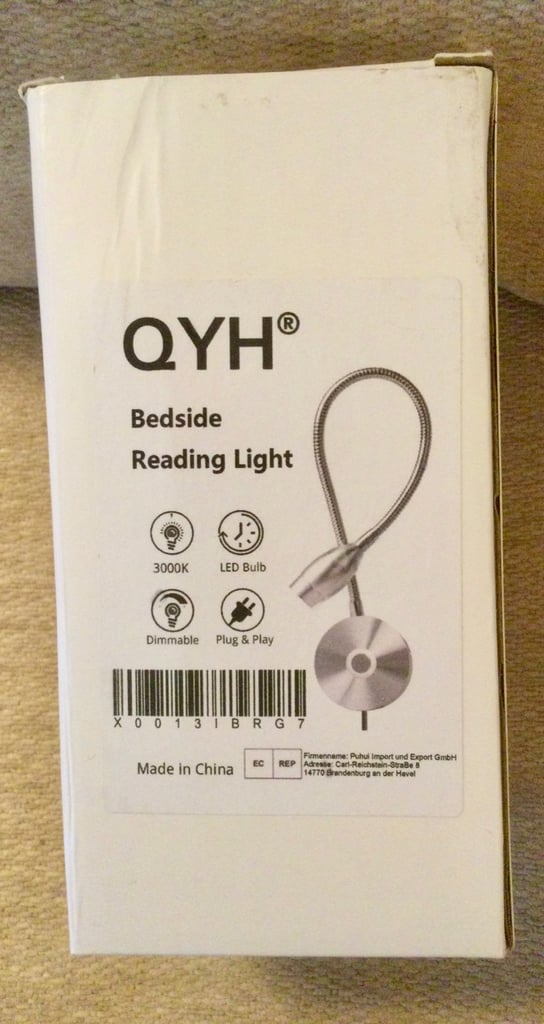 QYH®
Bedside
Reading Light
3000K
LED Bulb
Dimmable
Plug & Play
X0013IBRG7
Made in China
EC REP
Firmenname: Puhui Import und Export GmbH
Adresse: Carl-Reichstein-Straße 8
14770 Brandenburg an der Havel